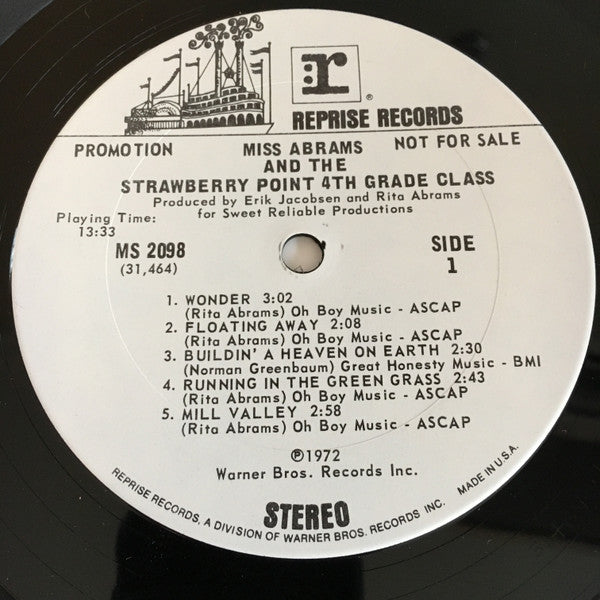 r
®
REPRISE RECORDS
PROMOTION
MISS ABRAMS
NOT FOR SALE
AND THE
STRAWBERRY POINT 4TH GRADE CLASS
Produced by Erik Jacobsen and Rita Abrams
for Sweet Reliable Productions
Playing Time:
13:33
MS 2098
(31,464)
SIDE
1
1. WONDER 3:02
(Rita Abrams) Oh Boy Music - ASCAP
2. FLOATING AWAY 2:08
(Rita Abrams) Oh Boy Music - ASCAP
3. BUILDIN' A HEAVEN ON EARTH 2:30
(Norman Greenbaum) Great Honesty Music - BMI
4. RUNNING IN THE GREEN GRASS 2:43
(Rita Abrams) Oh Boy Music - ASCAP
5. MILL VALLEY 2:58
(Rita Abrams) Oh Boy Music - ASCAP
℗1972
Warner Bros. Records Inc.
STEREO
REPRISE RECORDS, A DIVISION OF WARNER BROS. RECORDS INC. MADE IN U.S.A.